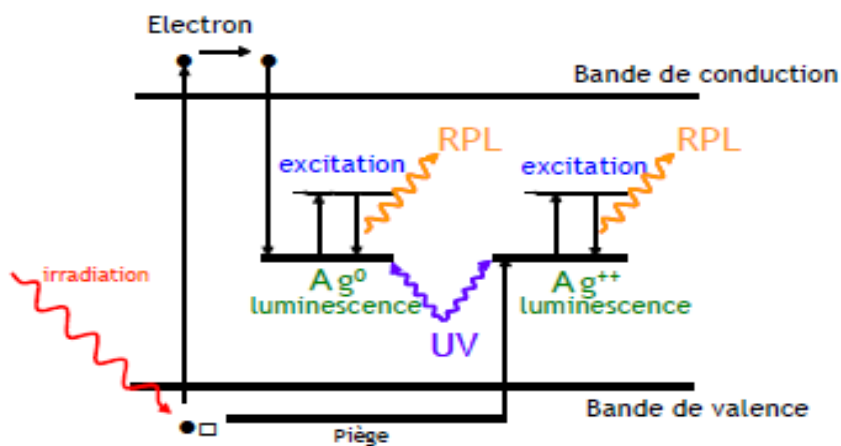 Electron
Bande de conduction
RPL
RPL
excitation
excitation
irradiation
Ag⁰
luminescence
Ag⁺⁺
luminescence
UV
Bande de valence
Piège